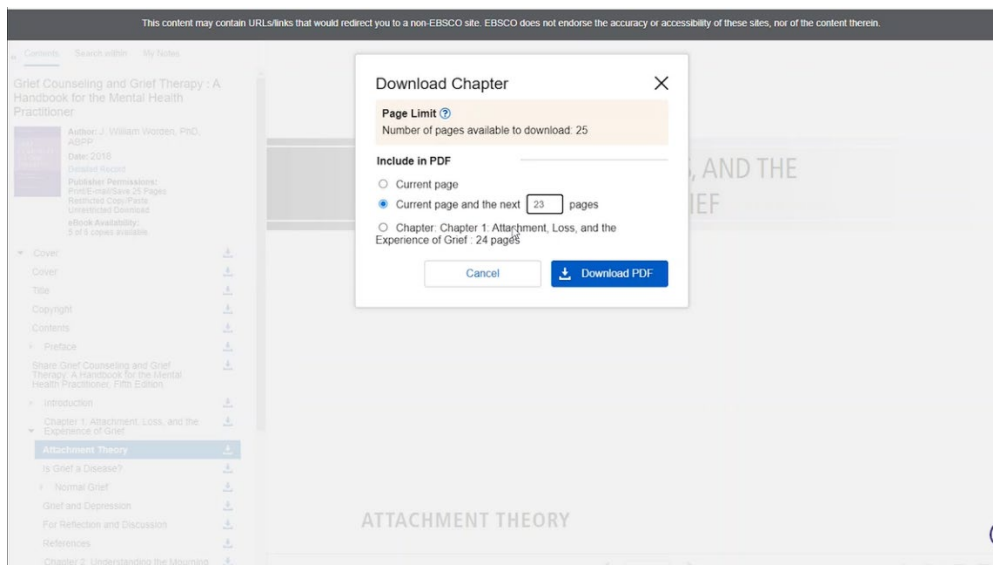 This content may contain URLs/links that would redirect you to a non-EBSCO site. EBSCO does not endorse the accuracy or accessibility of these sites, nor of the content therein.
Contents Search within My Notes
Grief Counseling and Grief Therapy : A
Handbook for the Mental Health
Practitioner
Author: J. William Worden, PhD,
ABPP
Date: 2018
Detailed Record
Publisher Permissions:
Print/E-mail/Save 25 Pages
Restricted Copy/Paste
Unrestricted Download
eBook Availability:
5 of 5 copies available
Cover
Cover
Title
Copyright
Contents
Preface
Share Grief Counseling and Grief
Therapy: A Handbook for the Mental
Health Practitioner, Fifth Edition
Introduction
Chapter 1: Attachment, Loss, and the
Experience of Grief
Attachment Theory
Is Grief a Disease?
Normal Grief
Grief and Depression
For Reflection and Discussion
References
Chapter 2: Understanding the Mourning
Download Chapter
Page Limit ?
Number of pages available to download: 25
Include in PDF
Current page
Current page and the next 23 pages
Chapter: Chapter 1: Attachment, Loss, and the
Experience of Grief : 24 pages
Cancel
Download PDF
, AND THE
IEF
ATTACHMENT THEORY